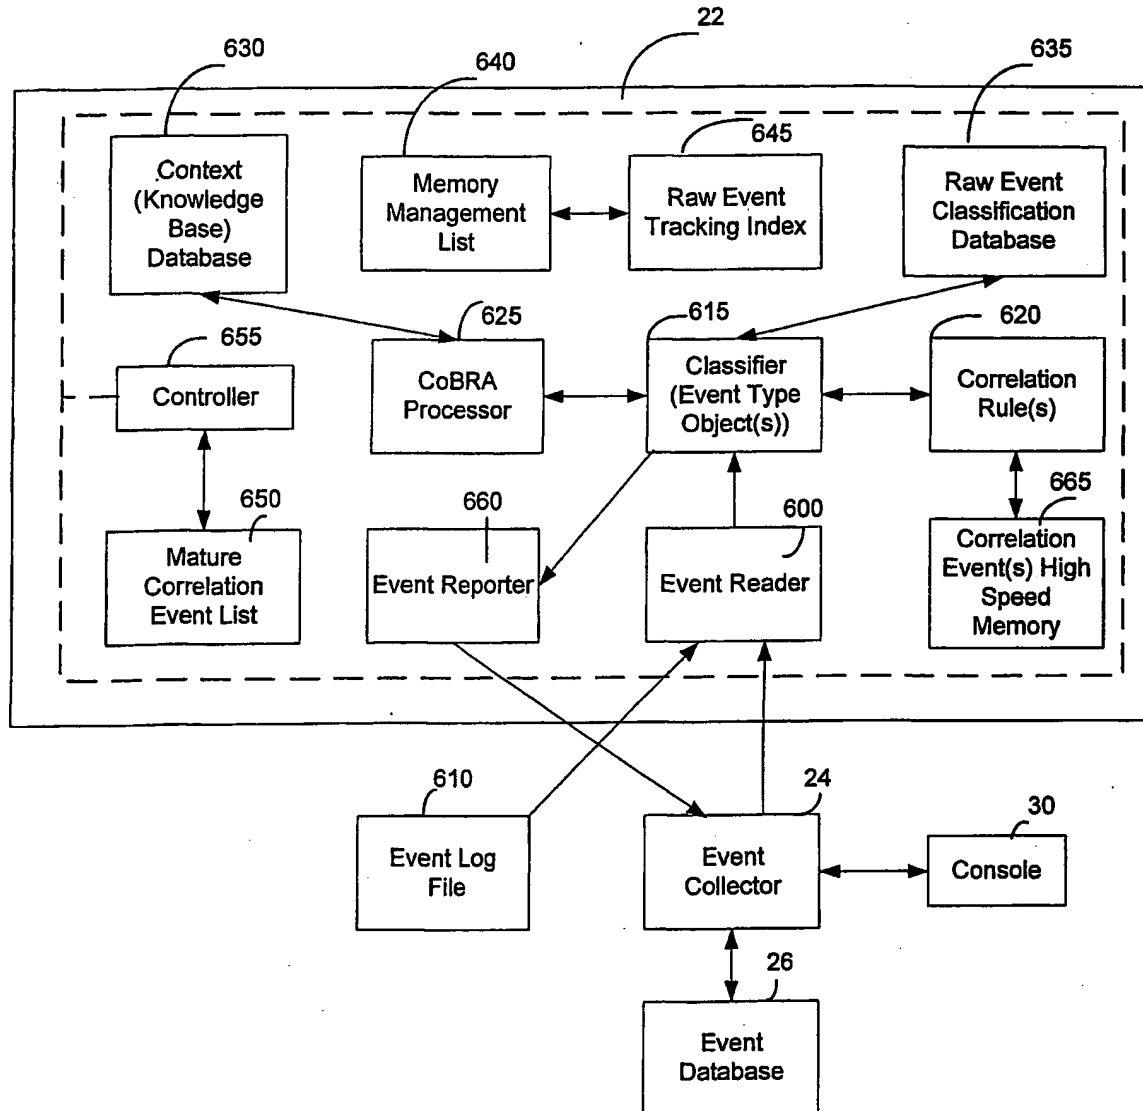 22
630
640
635
645
Context
(Knowledge
Base)
Database
Memory
Management
List
Raw Event
Tracking Index
Raw Event
Classification
Database
625
615
620
655
Controller
CoBRA
Processor
Classifier
(Event Type
Object(s))
Correlation
Rule(s)
650
660
600
665
Mature
Correlation
Event List
Event Reporter
Event Reader
Correlation
Event(s) High
Speed
Memory
610
24
30
Event Log
File
Event
Collector
Console
26
Event
Database